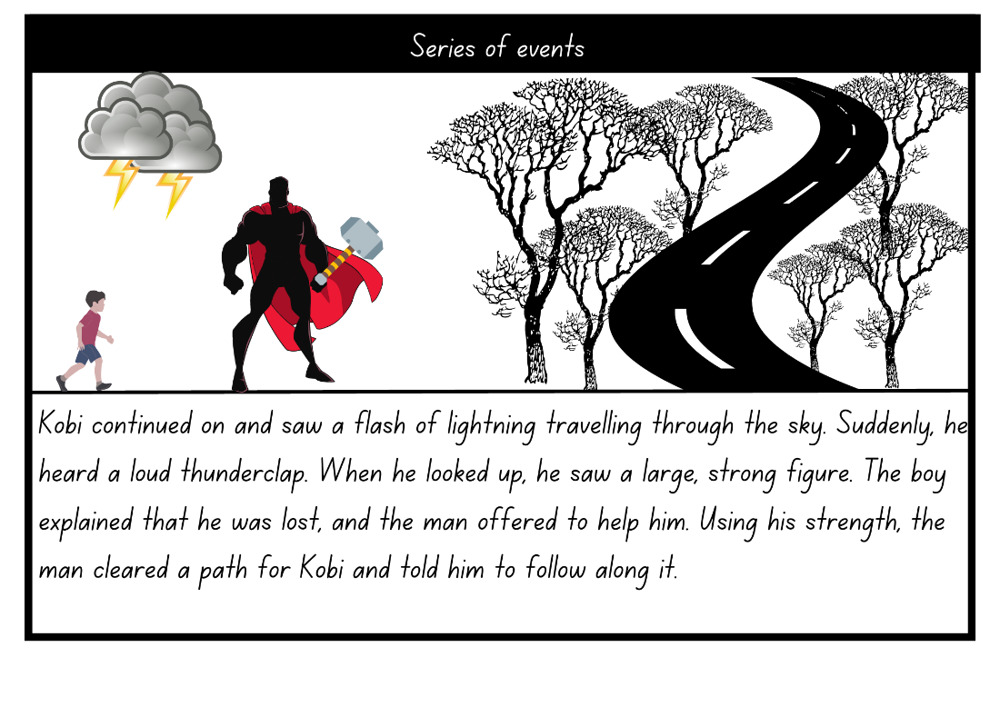 Series of events
Kobi continued on and saw a flash of lightning travelling through the sky. Suddenly, he
heard a loud thunderclap. When he looked up, he saw a large, strong figure. The boy
explained that he was lost, and the man offered to help him. Using his strength, the
man cleared a path for Kobi and told him to follow along it.